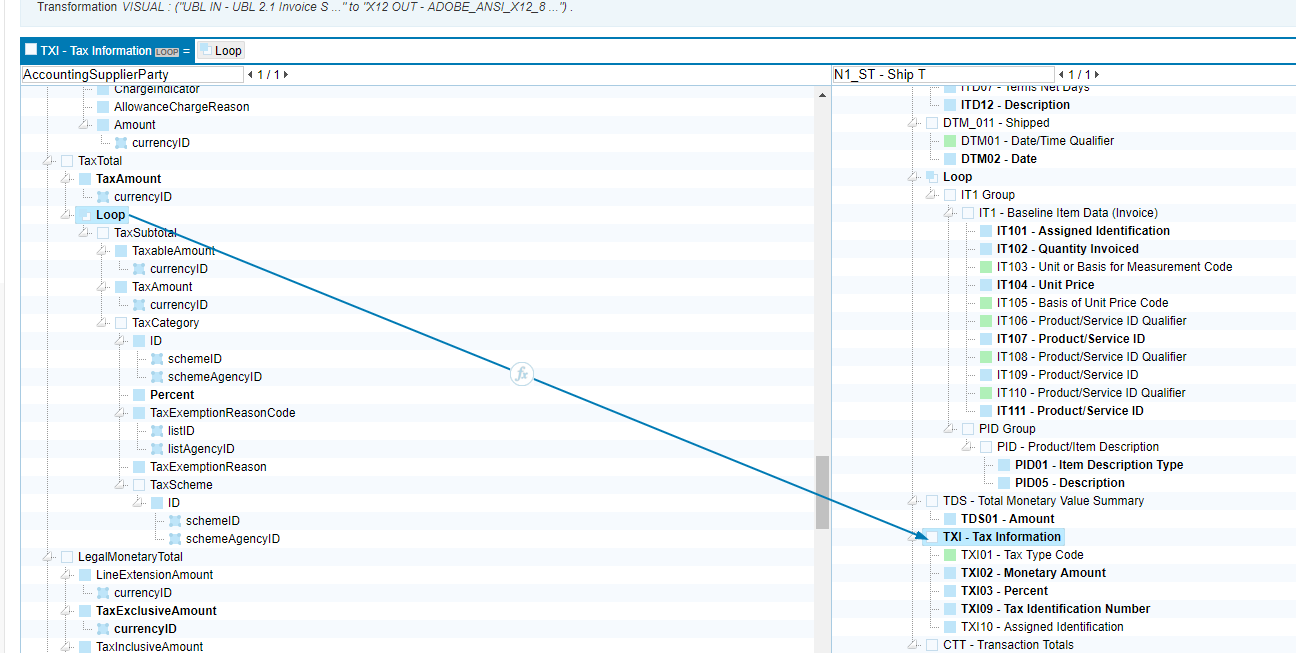 Transformation VISUAL : ("UBL IN - UBL 2.1 Invoice S ..." to "X12 OUT - ADOBE_ANSI_X12_8 ...") .
TXI - Tax Information LOOP = Loop
AccountingSupplierParty 1 / 1
ChargeIndicator
AllowanceChargeReason
Amount
currencyID
TaxTotal
TaxAmount
currencyID
Loop
TaxSubtotal
TaxableAmount
currencyID
TaxAmount
currencyID
TaxCategory
ID
schemeID
schemeAgencyID
Percent
TaxExemptionReasonCode
listID
listAgencyID
TaxExemptionReason
TaxScheme
ID
schemeID
schemeAgencyID
LegalMonetaryTotal
LineExtensionAmount
currencyID
TaxExclusiveAmount
currencyID
TaxInclusiveAmount
fx
N1_ST - Ship T 1 / 1
ITD07 - Terms Net Days
ITD12 - Description
DTM_011 - Shipped
DTM01 - Date/Time Qualifier
DTM02 - Date
Loop
IT1 Group
IT1 - Baseline Item Data (Invoice)
IT101 - Assigned Identification
IT102 - Quantity Invoiced
IT103 - Unit or Basis for Measurement Code
IT104 - Unit Price
IT105 - Basis of Unit Price Code
IT106 - Product/Service ID Qualifier
IT107 - Product/Service ID
IT108 - Product/Service ID Qualifier
IT109 - Product/Service ID
IT110 - Product/Service ID Qualifier
IT111 - Product/Service ID
PID Group
PID - Product/Item Description
PID01 - Item Description Type
PID05 - Description
TDS - Total Monetary Value Summary
TDS01 - Amount
TXI - Tax Information
TXI01 - Tax Type Code
TXI02 - Monetary Amount
TXI03 - Percent
TXI09 - Tax Identification Number
TXI10 - Assigned Identification
CTT - Transaction Totals